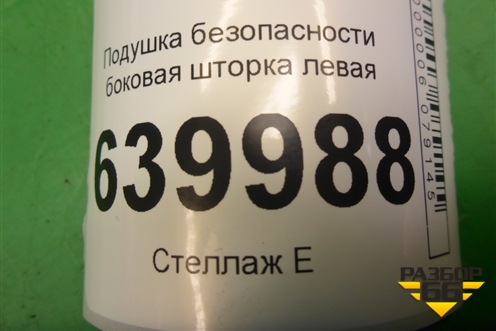 Подушка безопасности
боковая шторка левая
639988
Стеллаж Е
РАЗБОР
66